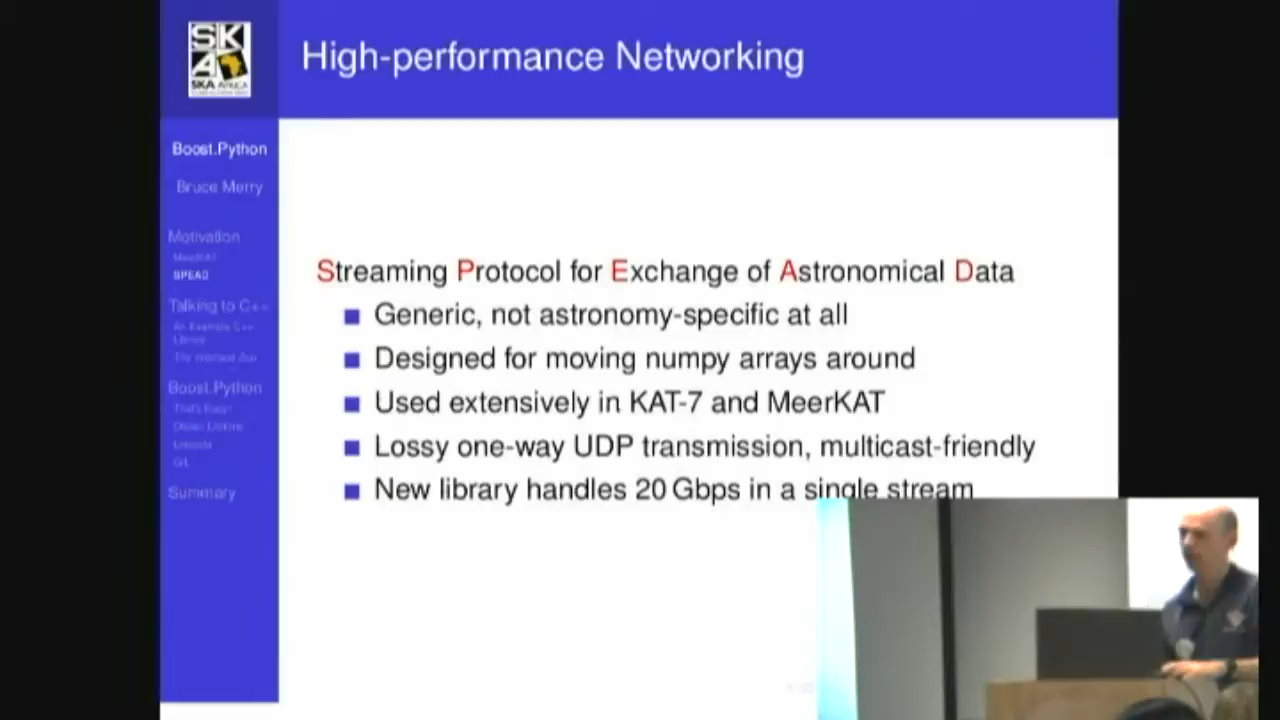 SKA
SKA AFRICA
High-performance Networking
Boost.Python
Bruce Merry
Motivation
MeerKAT
SPEAD
Talking to C++
An Example C++
Library
The Interface Zoo
Boost.Python
That's Easy!
GIL
Summary
Streaming Protocol for Exchange of Astronomical Data
Generic, not astronomy-specific at all
Designed for moving numpy arrays around
Used extensively in KAT-7 and MeerKAT
Lossy one-way UDP transmission, multicast-friendly
New library handles 20 Gbps in a single stream